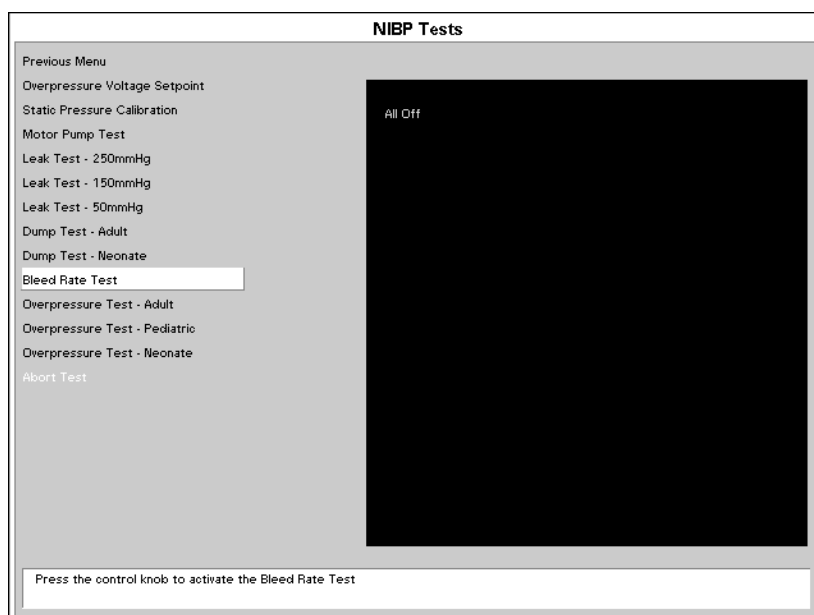 NIBP Tests
Previous Menu
Overpressure Voltage Setpoint
Static Pressure Calibration
All Off
Motor Pump Test
Leak Test - 250mmHg
Leak Test - 150mmHg
Leak Test - 50mmHg
Dump Test - Adult
Dump Test - Neonate
Bleed Rate Test
Overpressure Test - Adult
Overpressure Test - Pediatric
Overpressure Test - Neonate
Abort Test
Press the control knob to activate the Bleed Rate Test